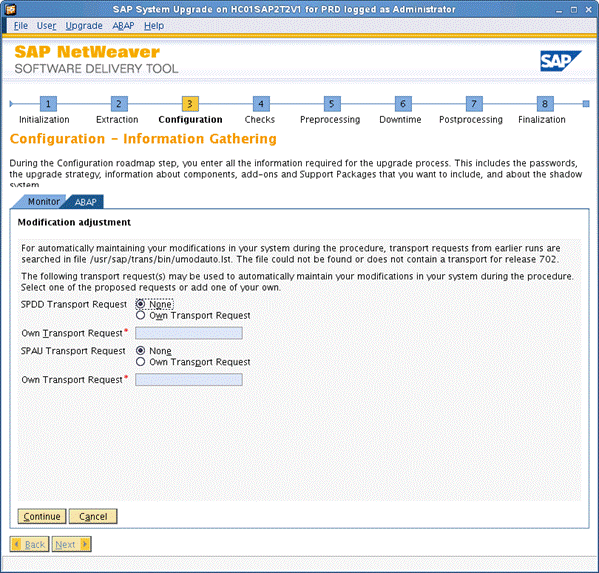 SAP System Upgrade on HC01SAP2T2V1 for PRD logged as Administrator
File User Upgrade ABAP Help
SAP NetWeaver
SOFTWARE DELIVERY TOOL
SAP
1 2 3 4 5 6 7 8
Initialization Extraction Configuration Checks Preprocessing Downtime Postprocessing Finalization
Configuration - Information Gathering
During the Configuration roadmap step, you enter all the information required for the upgrade process. This includes the passwords,
the upgrade strategy, information about components, add-ons and Support Packages that you want to include, and about the shadow
system.
Monitor ABAP
Modification adjustment
For automatically maintaining your modifications in your system during the procedure, transport requests from earlier runs are
searched in file /usr/sap/trans/bin/umodauto.lst. The file could not be found or does not contain a transport for release 702.
The following transport request(s) may be used to automatically maintain your modifications in your system during the procedure.
Select one of the proposed requests or add one of your own.
SPDD Transport Request None
Own Transport Request
Own Transport Request*
SPAU Transport Request None
Own Transport Request
Own Transport Request*
Continue Cancel
Back Next